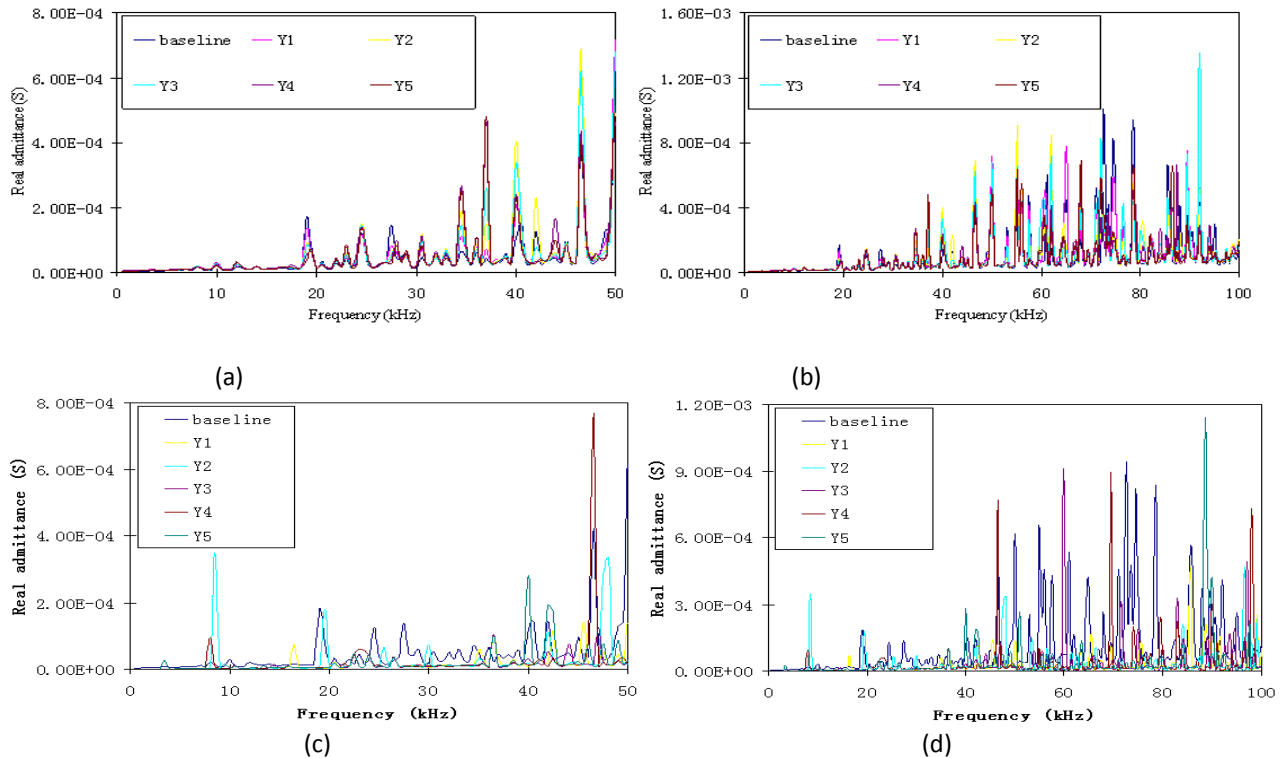 8.00E-04
6.00E-04
4.00E-04
2.00E-04
0.00E+00
Real admittance(S)
baseline Y1 Y2
Y3 Y4 Y5
0 10 20 30 40 50
Frequency(kHz)
(a)
1.60E-03
1.20E-03
8.00E-04
4.00E-04
0.00E+00
Real admittance(S)
baseline Y1 Y2
Y3 Y4 Y5
0 20 40 60 80 100
Frequency(kHz)
(b)
8.00E-04
6.00E-04
4.00E-04
2.00E-04
0.00E+00
Real admittance (S)
baseline
Y1
Y2
Y3
Y4
Y5
0 10 20 30 40 50
Frequency (kHz)
(c)
1.20E-03
9.00E-04
6.00E-04
3.00E-04
0.00E+00
Real admittance (S)
baseline
Y1
Y2
Y3
Y4
Y5
0 20 40 60 80 100
Frequency (kHz)
(d)